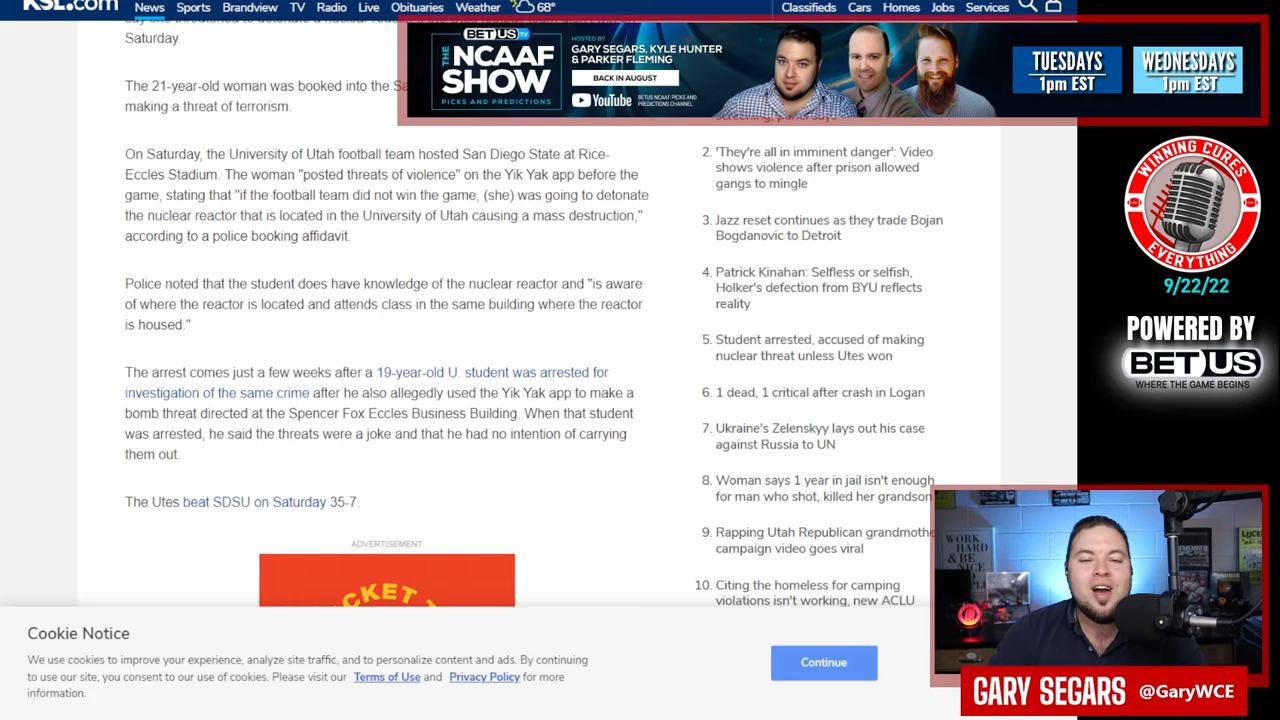 KSL.com
News Sports Brandview TV Radio Live Obituaries Weather 68° Classifieds Cars Homes Jobs Services
Saturday.
The 21-year-old woman was booked into the
making a threat of terrorism.
On Saturday, the University of Utah football team hosted San Diego State at Rice-
Eccles Stadium. The woman "posted threats of violence" on the Yik Yak app before the
game, stating that "if the football team did not win the game, (she) was going to detonate
the nuclear reactor that is located in the University of Utah causing a mass destruction,"
according to a police booking affidavit.
Police noted that the student does have knowledge of the nuclear reactor and "is aware
of where the reactor is located and attends class in the same building where the reactor
is housed."
The arrest comes just a few weeks after a 19-year-old U. student was arrested for
investigation of the same crime after he also allegedly used the Yik Yak app to make a
bomb threat directed at the Spencer Fox Eccles Business Building. When that student
was arrested, he said the threats were a joke and that he had no intention of carrying
them out.
The Utes beat SDSU on Saturday 35-7.
ADVERTISEMENT
2. 'They're all in imminent danger': Video
shows violence after prison allowed
gangs to mingle
3. Jazz reset continues as they trade Bojan
Bogdanovic to Detroit
4. Patrick Kinahan: Selfless or selfish,
Holker's defection from BYU reflects
reality
5. Student arrested, accused of making
nuclear threat unless Utes won
6. 1 dead, 1 critical after crash in Logan
7. Ukraine's Zelenskyy lays out his case
against Russia to UN
8. Woman says 1 year in jail isn't enough
for man who shot, killed her grandson
9. Rapping Utah Republican grandmothe
campaign video goes viral
10. Citing the homeless for camping
violations isn't working, new ACLU
Cookie Notice
We use cookies to improve your experience, analyze site traffic, and to personalize content and ads. By continuing
to use our site, you consent to our use of cookies. Please visit our Terms of Use and Privacy Policy for more
information.
Continue
BETUS TV
THE
NCAAF
SHOW
PICKS AND PREDICTIONS
HOSTED BY
GARY SEGARS, KYLE HUNTER
& PARKER FLEMING
BACK IN AUGUST
YouTube
BETUS NCAAF PICKS AND
PREDICTIONS CHANNEL
TUESDAYS
1pm EST
WEDNESDAYS
1pm EST
WINNING CURES
EVERYTHING
9/22/22
POWERED BY
BETUS
WHERE THE GAME BEGINS
WORK
HARD &
GARY SEGARS @GaryWCE